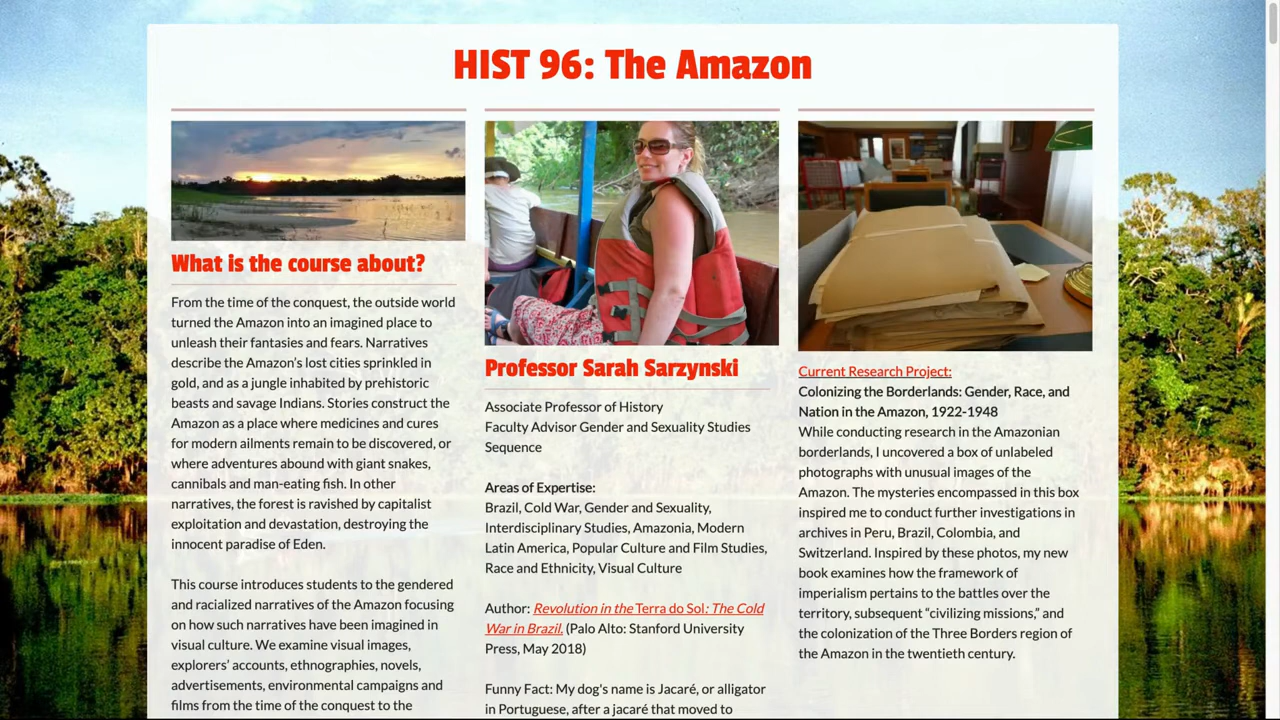 HIST 96: The Amazon
What is the course about?
From the time of the conquest, the outside world
turned the Amazon into an imagined place to
unleash their fantasies and fears. Narratives
describe the Amazon's lost cities sprinkled in
gold, and as a jungle inhabited by prehistoric
beasts and savage Indians. Stories construct the
Amazon as a place where medicines and cures
for modern ailments remain to be discovered, or
where adventures abound with giant snakes,
cannibals and man-eating fish. In other
narratives, the forest is ravished by capitalist
exploitation and devastation, destroying the
innocent paradise of Eden.
This course introduces students to the gendered
and racialized narratives of the Amazon focusing
on how such narratives have been imagined in
visual culture. We examine visual images,
explorers' accounts, ethnographies, novels,
advertisements, environmental campaigns and
films from the time of the conquest to the
Professor Sarah Sarzynski
Associate Professor of History
Faculty Advisor Gender and Sexuality Studies
Sequence
Areas of Expertise:
Brazil, Cold War, Gender and Sexuality,
Interdisciplinary Studies, Amazonia, Modern
Latin America, Popular Culture and Film Studies,
Race and Ethnicity, Visual Culture
Author: Revolution in the Terra do Sol: The Cold
War in Brazil. (Palo Alto: Stanford University
Press, May 2018)
Funny Fact: My dog's name is Jacaré, or alligator
in Portuguese, after a jacaré that moved to
Current Research Project:
Colonizing the Borderlands: Gender, Race, and
Nation in the Amazon, 1922-1948
While conducting research in the Amazonian
borderlands, I uncovered a box of unlabeled
photographs with unusual images of the
Amazon. The mysteries encompassed in this box
inspired me to conduct further investigations in
archives in Peru, Brazil, Colombia, and
Switzerland. Inspired by these photos, my new
book examines how the framework of
imperialism pertains to the battles over the
territory, subsequent “civilizing missions,” and
the colonization of the Three Borders region of
the Amazon in the twentieth century.